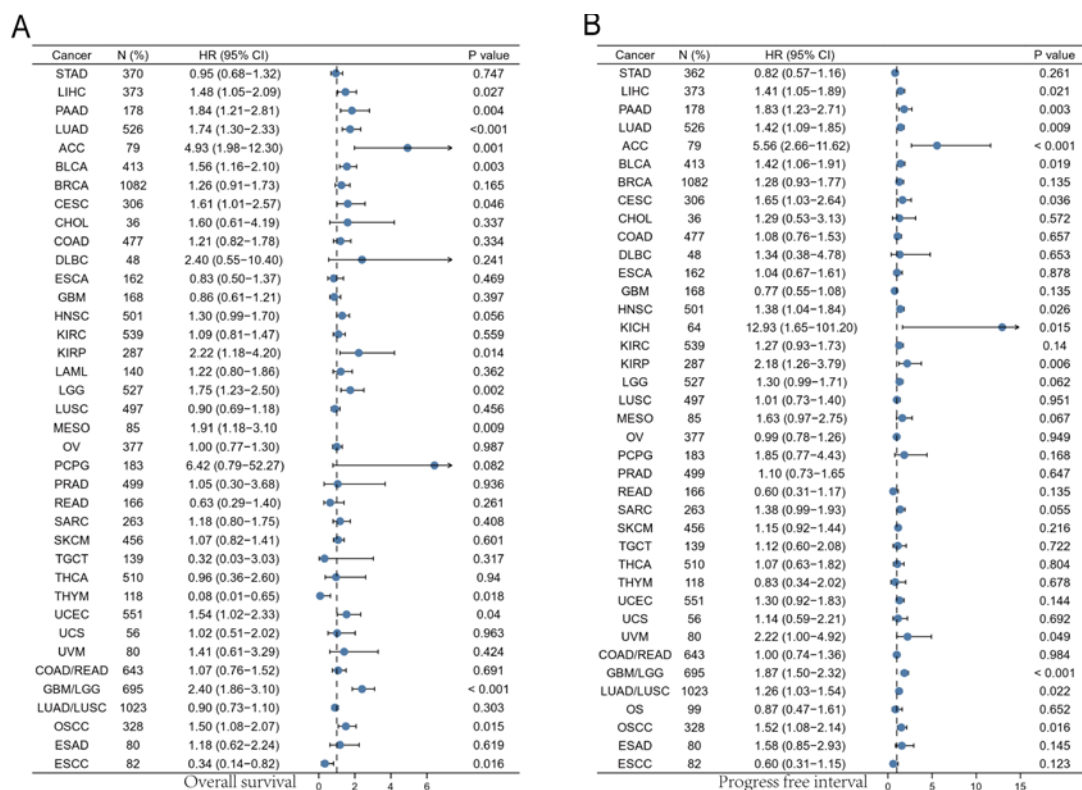 A
Cancer N (%) HR (95% CI) P value
STAD 370 0.95 (0.68−1.32) 0.747
LIHC 373 1.48 (1.05−2.09) 0.027
PAAD 178 1.84 (1.21−2.81) 0.004
LUAD 526 1.74 (1.30−2.33) <0.001
ACC 79 4.93 (1.98−12.30) 0.001
BLCA 413 1.56 (1.16−2.10) 0.003
BRCA 1082 1.26 (0.91−1.73) 0.165
CESC 306 1.61 (1.01−2.57) 0.046
CHOL 36 1.60 (0.61−4.19) 0.337
COAD 477 1.21 (0.82−1.78) 0.334
DLBC 48 2.40 (0.55−10.40) 0.241
ESCA 162 0.83 (0.50−1.37) 0.469
GBM 168 0.86 (0.61−1.21) 0.397
HNSC 501 1.30 (0.99−1.70) 0.056
KIRC 539 1.09 (0.81−1.47) 0.559
KIRP 287 2.22 (1.18−4.20) 0.014
LAML 140 1.22 (0.80−1.86) 0.362
LGG 527 1.75 (1.23−2.50) 0.002
LUSC 497 0.90 (0.69−1.18) 0.456
MESO 85 1.91 (1.18−3.10 0.009
OV 377 1.00 (0.77−1.30) 0.987
PCPG 183 6.42 (0.79−52.27) 0.082
PRAD 499 1.05 (0.30−3.68) 0.936
READ 166 0.63 (0.29−1.40) 0.261
SARC 263 1.18 (0.80−1.75) 0.408
SKCM 456 1.07 (0.82−1.41) 0.601
TGCT 139 0.32 (0.03−3.03) 0.317
THCA 510 0.96 (0.36−2.60) 0.94
THYM 118 0.08 (0.01−0.65) 0.018
UCEC 551 1.54 (1.02−2.33) 0.04
UCS 56 1.02 (0.51−2.02) 0.963
UVM 80 1.41 (0.61−3.29) 0.424
COAD/READ 643 1.07 (0.76−1.52) 0.691
GBM/LGG 695 2.40 (1.86−3.10) < 0.001
LUAD/LUSC 1023 0.90 (0.73−1.10) 0.303
OSCC 328 1.50 (1.08−2.07) 0.015
ESAD 80 1.18 (0.62−2.24) 0.619
ESCC 82 0.34 (0.14−0.82) 0.016
Overall survival 0 2 4 6
B
Cancer N (%) HR (95% CI) P value
STAD 362 0.82 (0.57−1.16) 0.261
LIHC 373 1.41 (1.05−1.89) 0.021
PAAD 178 1.83 (1.23−2.71) 0.003
LUAD 526 1.42 (1.09−1.85) 0.009
ACC 79 5.56 (2.66−11.62) < 0.001
BLCA 413 1.42 (1.06−1.91) 0.019
BRCA 1082 1.28 (0.93−1.77) 0.135
CESC 306 1.65 (1.03−2.64) 0.036
CHOL 36 1.29 (0.53−3.13) 0.572
COAD 477 1.08 (0.76−1.53) 0.657
DLBC 48 1.34 (0.38−4.78) 0.653
ESCA 162 1.04 (0.67−1.61) 0.878
GBM 168 0.77 (0.55−1.08) 0.135
HNSC 501 1.38 (1.04−1.84) 0.026
KICH 64 12.93 (1.65−101.20) 0.015
KIRC 539 1.27 (0.93−1.73) 0.14
KIRP 287 2.18 (1.26−3.79) 0.006
LGG 527 1.30 (0.99−1.71) 0.062
LUSC 497 1.01 (0.73−1.40) 0.951
MESO 85 1.63 (0.97−2.75) 0.067
OV 377 0.99 (0.78−1.26) 0.949
PCPG 183 1.85 (0.77−4.43) 0.168
PRAD 499 1.10 (0.73−1.65 0.647
READ 166 0.60 (0.31−1.17) 0.135
SARC 263 1.38 (0.99−1.93) 0.055
SKCM 456 1.15 (0.92−1.44) 0.216
TGCT 139 1.12 (0.60−2.08) 0.722
THCA 510 1.07 (0.63−1.82) 0.804
THYM 118 0.83 (0.34−2.02) 0.678
UCEC 551 1.30 (0.92−1.83) 0.144
UCS 56 1.14 (0.59−2.21) 0.692
UVM 80 2.22 (1.00−4.92) 0.049
COAD/READ 643 1.00 (0.74−1.36) 0.984
GBM/LGG 695 1.87 (1.50−2.32) < 0.001
LUAD/LUSC 1023 1.26 (1.03−1.54) 0.022
OS 99 0.87 (0.47−1.61) 0.652
OSCC 328 1.52 (1.08−2.14) 0.016
ESAD 80 1.58 (0.85−2.93) 0.145
ESCC 82 0.60 (0.31−1.15) 0.123
Progress free interval 0 5 10 15